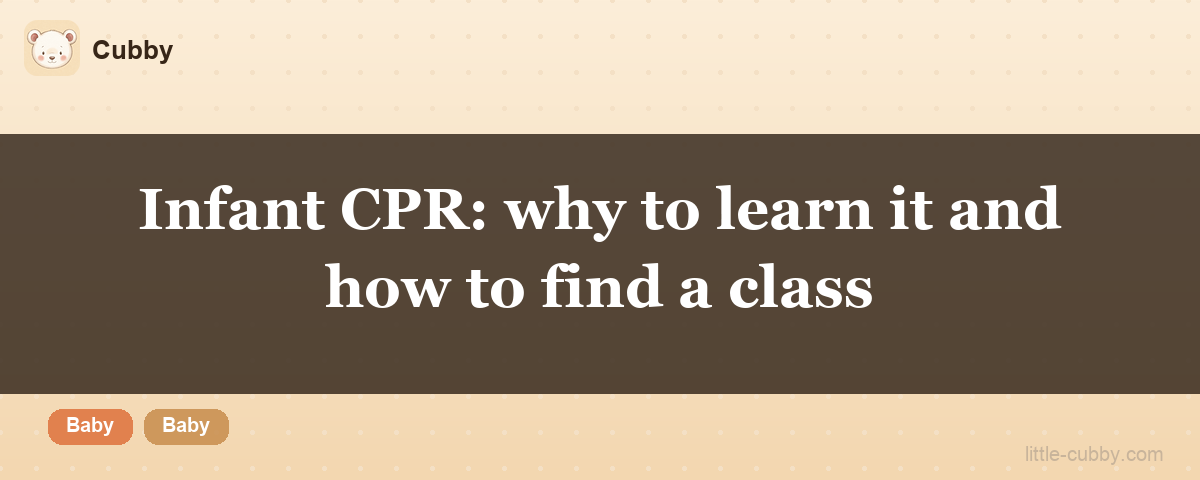 Cubby
Infant CPR: why to learn it and
how to find a class
Baby
Baby
little-cubby.com